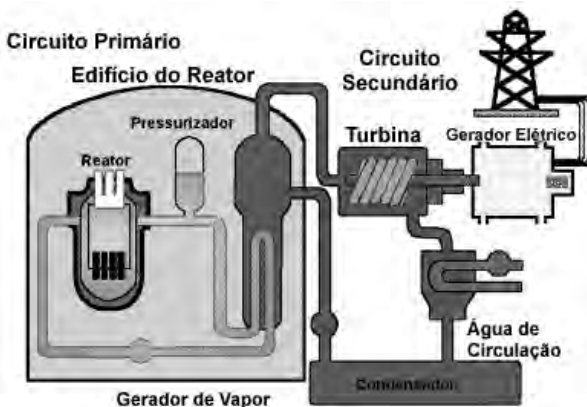 Circuito Primário
Edifício do Reator
Pressurizador
Reator
Circuito
Secundário
Turbina
Gerador Elétrico
Água de
Circulação
Condensador
Gerador de Vapor